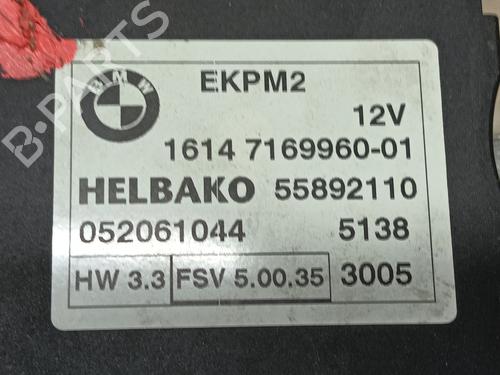 B-PARTS
BMW
EKPM2
12V
1614 7169960-01
HELBAKO 55892110
052061044 5138
HW 3.3 FSV 5.00.35 3005